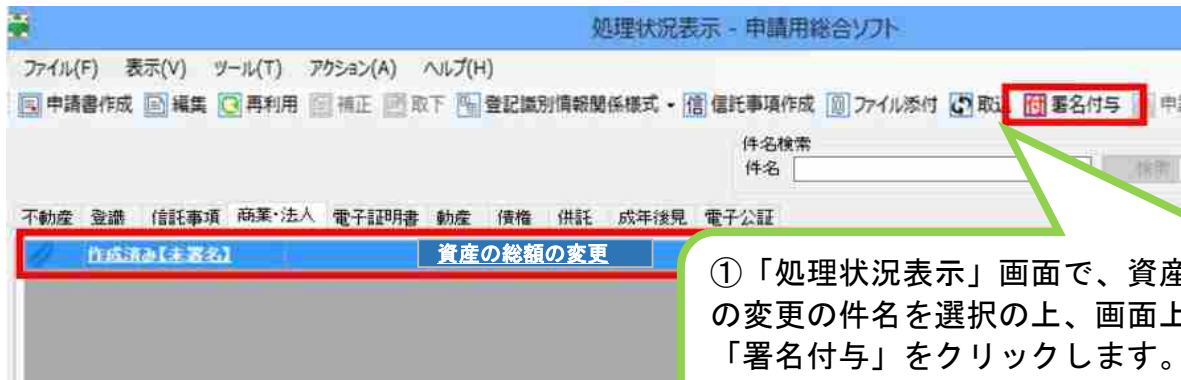 処理状況表示 - 申請用総合ソフト
ファイル(F) 表示(V) ツール(T) アクション(A) ヘルプ(H)
申請書作成 編集 再利用 補正 取下 登記識別情報関係様式 信 信託事項作成 ファイル添付 取込 付 署名付与 申請
件名検索
件名 検索
不動産 登識 信託事項 商業・法人 電子証明書 動産 債権 供託 成年後見 電子公証
作成済み【未署名】 資産の総額の変更
①「処理状況表示」画面で、資産
の変更の件名を選択の上、画面上
「署名付与」をクリックします。